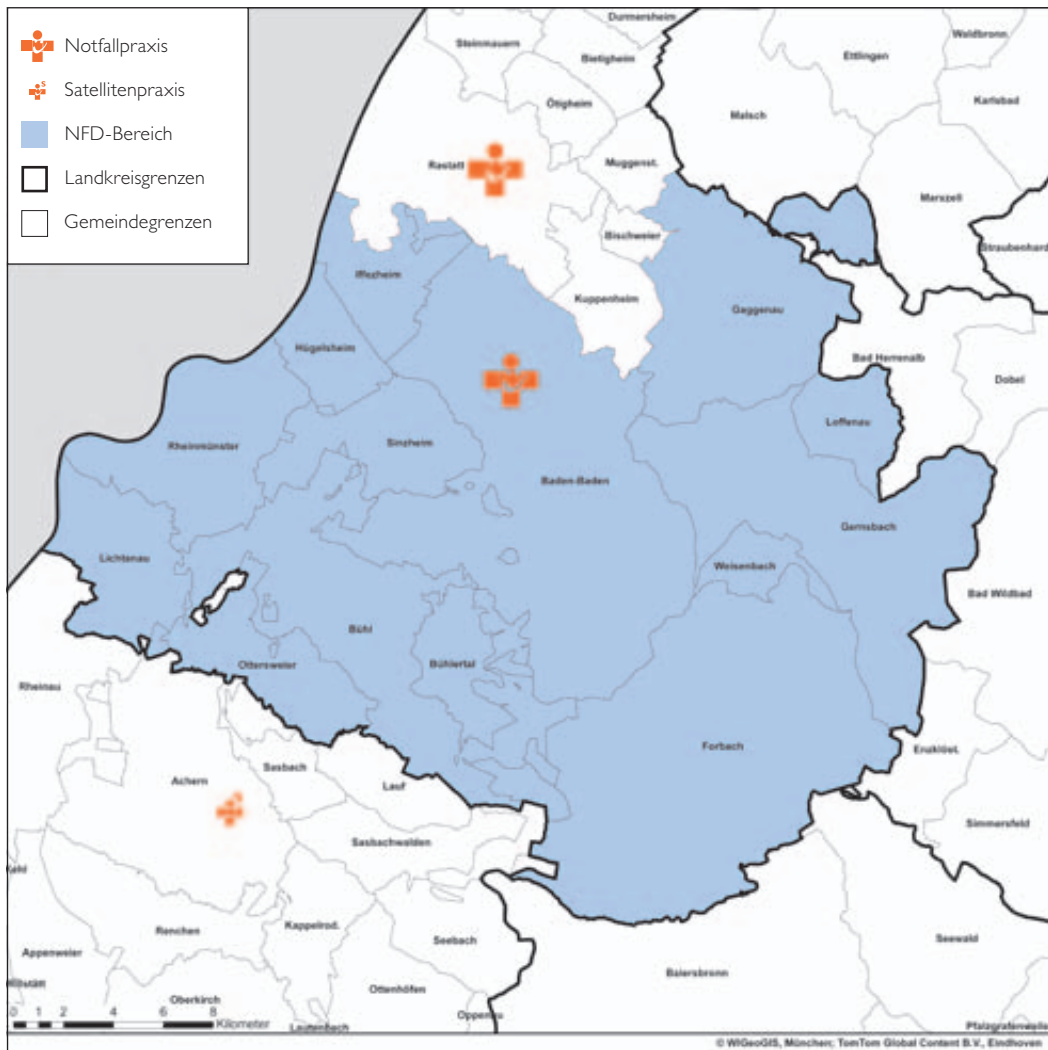 Notfallpraxis
Satellitenpraxis
NFD-Bereich
Landkreisgrenzen
Gemeindegrenzen
Durmersheim
Steinmauern
Bietigheim
Waldbronn
Ettlingen
Ötigheim
Karlsbad
Malsch
Rastatt
Muggenst.
Marxzell
Bischweier
Straubenhard
Iffezheim
Kuppenheim
Gaggenau
Hügelsheim
Bad Herrenalb
Dobel
Loffenau
Rheinmünster
Sinzheim
Baden-Baden
Gernsbach
Lichtenau
Weisenbach
Bad Wildbad
Bühl
Ottersweier
Bühlertal
Rheinau
Forbach
Enzklöst.
Achern
Sasbach
Lauf
S
Simmersfeld
Sasbachwalden
Kappelrod.
Renchen
Seebach
Seewald
Appenweier
Baiersbronn
Ottenhöfen
Oberkirch
Oppenau
Lautenbach
0 1 2 4 6 8
Kilometer
Pfalzgrafenweile
© WIGeoGIS, München; TomTom Global Content B.V., Eindhoven